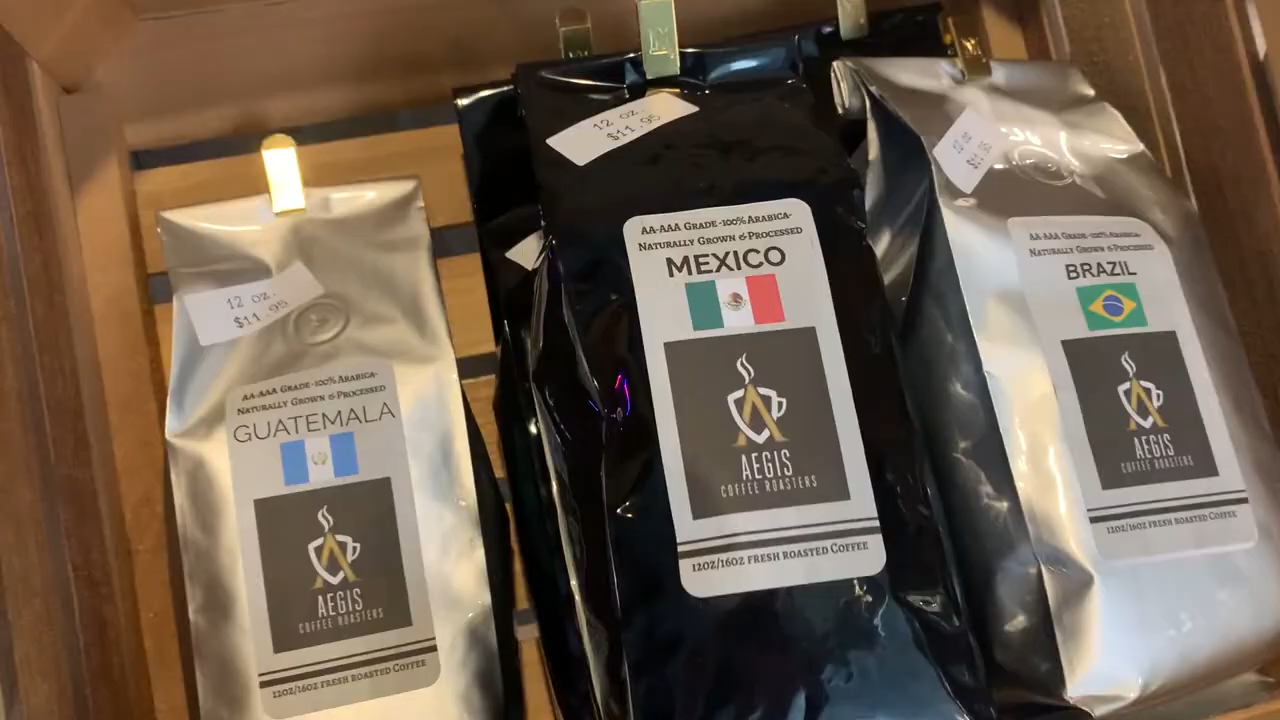 12 oz.
$11.95
AA-AAA GRADE-100% ARABICA-
NATURALLY GROWN & PROCESSED
GUATEMALA
AEGIS
COFFEE ROASTERS
12OZ/16OZ FRESH ROASTED COFFEE
12 oz.
$11.95
AA-AAA GRADE-100% ARABICA-
NATURALLY GROWN & PROCESSED
MEXICO
AEGIS
COFFEE ROASTERS
12OZ/16OZ FRESH ROASTED COFFEE
AA-AAA GRADE-100% ARABICA-
NATURALLY GROWN & PROCESSED
BRAZIL
AEGIS
COFFEE ROASTERS
12OZ/16OZ FRESH ROASTED COFFEE